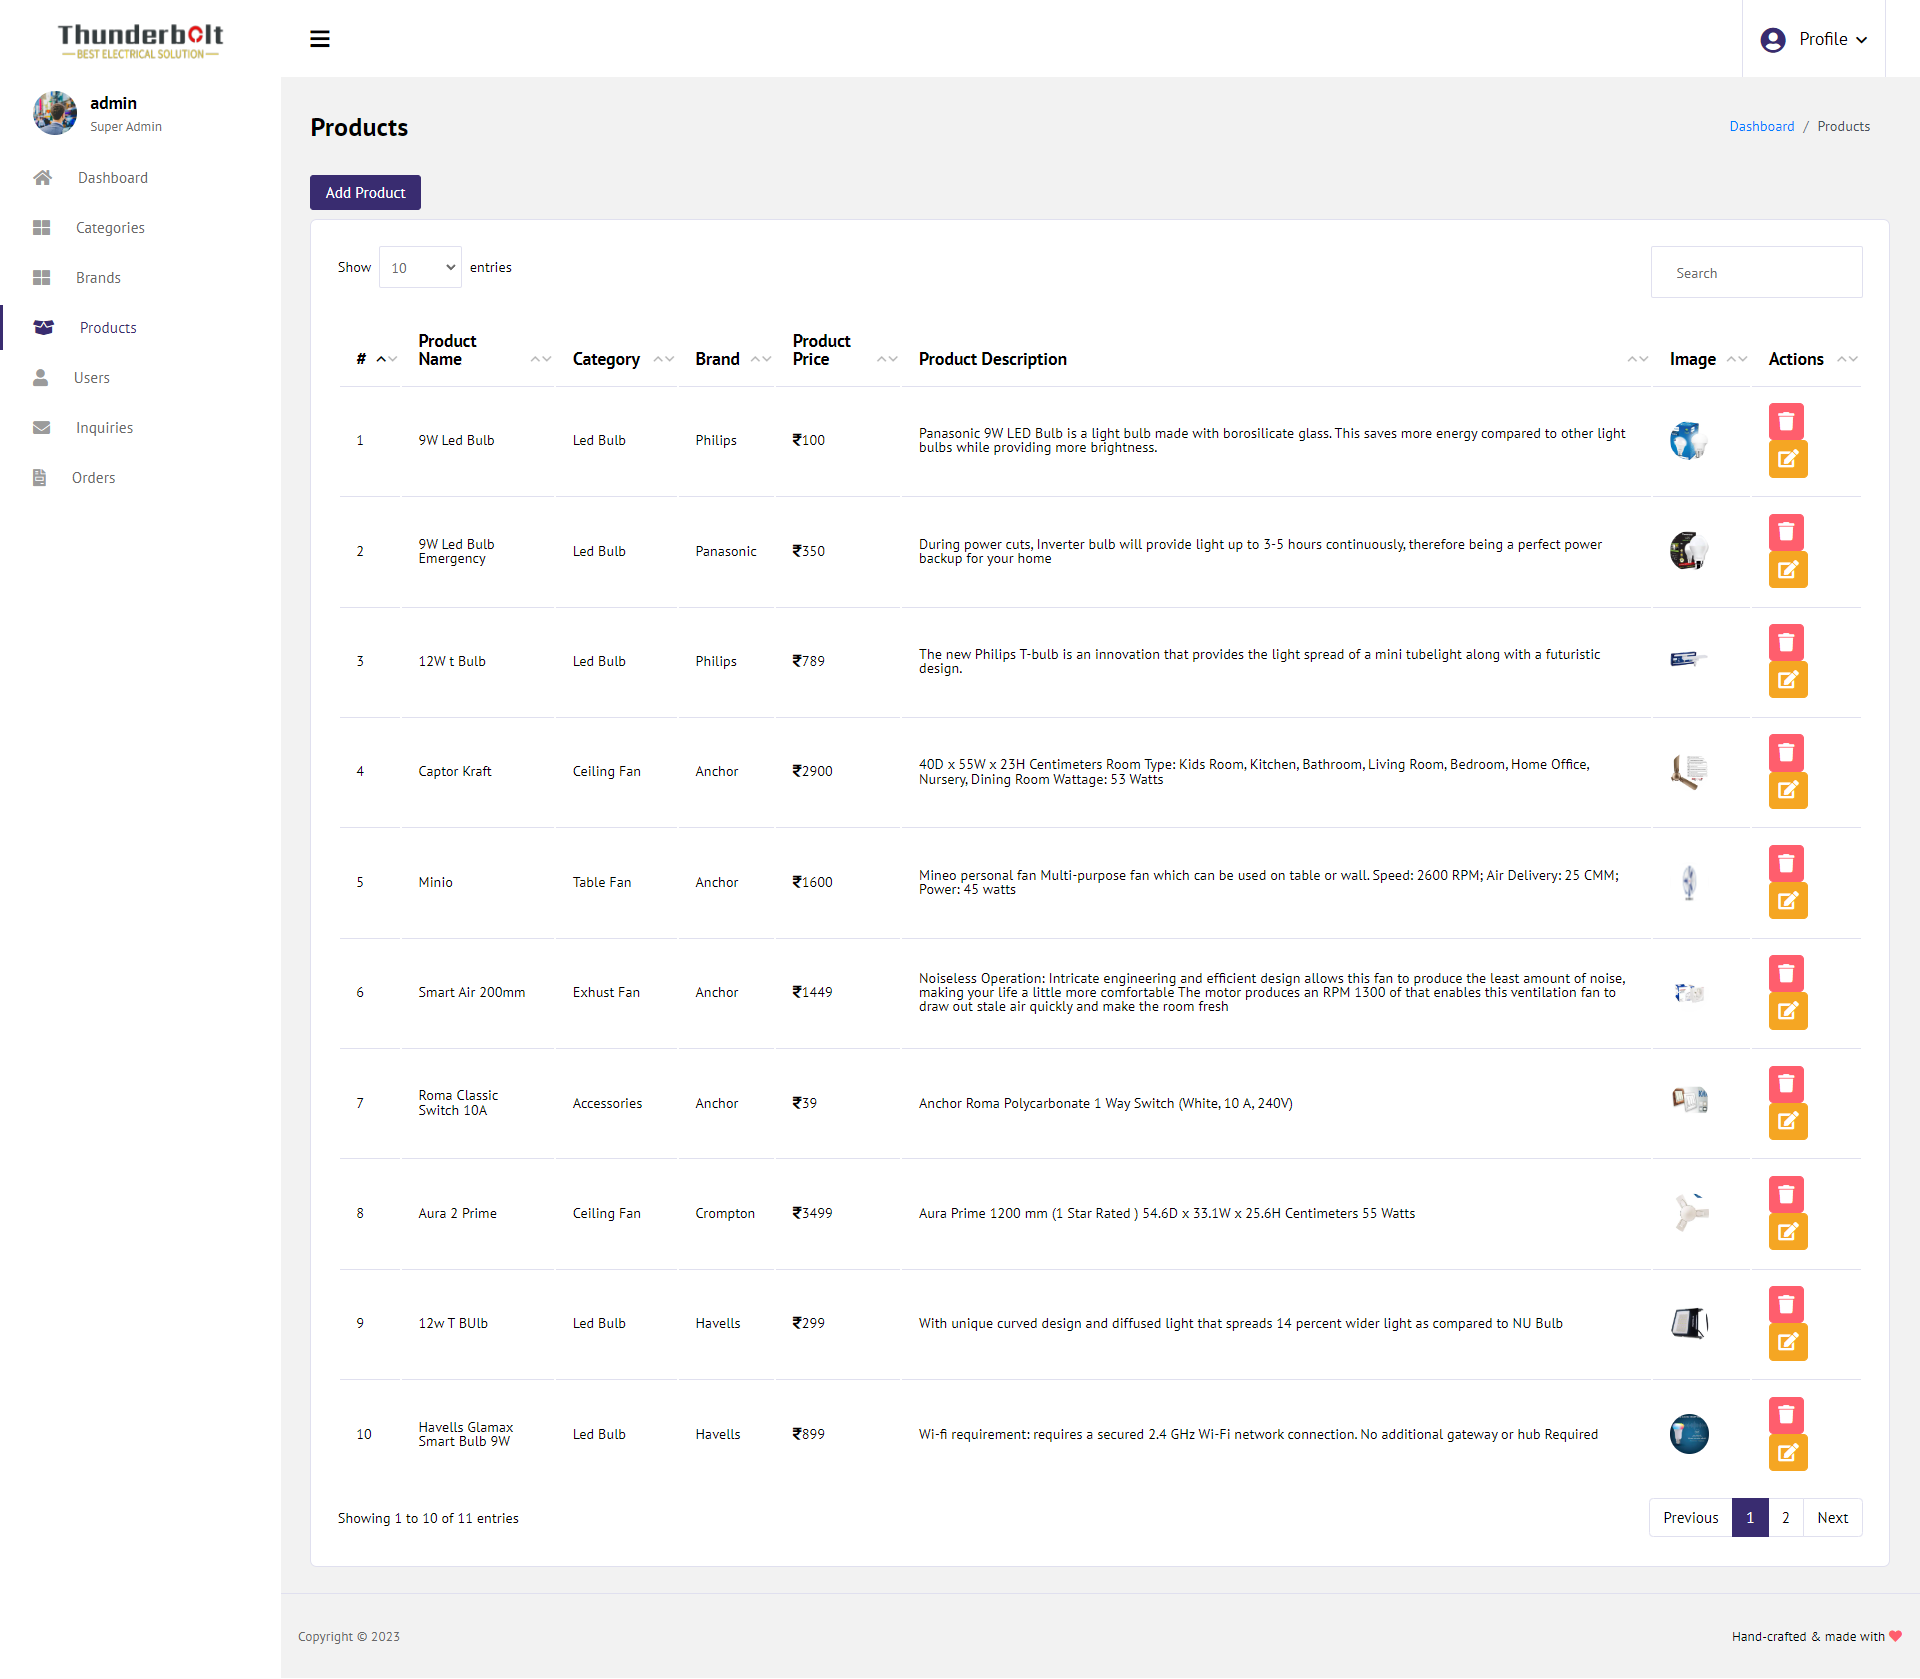 Thunderbolt
BEST ELECTRICAL SOLUTION
Profile
admin
Super Admin
Dashboard
Categories
Brands
Products
Users
Inquiries
Orders
Products
Dashboard / Products
Add Product
Show 10 entries
Search
# Product Name Category Brand Product Price Product Description Image Actions
1 9W Led Bulb Led Bulb Philips ₹100 Panasonic 9W LED Bulb is a light bulb made with borosilicate glass. This saves more energy compared to other light
bulbs while providing more brightness.
2 9W Led Bulb Emergency Led Bulb Panasonic ₹350 During power cuts, Inverter bulb will provide light up to 3-5 hours continuously, therefore being a perfect power
backup for your home
3 12W t Bulb Led Bulb Philips ₹789 The new Philips T-bulb is an innovation that provides the light spread of a mini tubelight along with a futuristic
design.
4 Captor Kraft Ceiling Fan Anchor ₹2900 40D x 55W x 23H Centimeters Room Type: Kids Room, Kitchen, Bathroom, Living Room, Bedroom, Home Office,
Nursery, Dining Room Wattage: 53 Watts
5 Minio Table Fan Anchor ₹1600 Mineo personal fan Multi-purpose fan which can be used on table or wall. Speed: 2600 RPM; Air Delivery: 25 CMM;
Power: 45 watts
6 Smart Air 200mm Exhust Fan Anchor ₹1449 Noiseless Operation: Intricate engineering and efficient design allows this fan to produce the least amount of noise,
making your life a little more comfortable The motor produces an RPM 1300 of that enables this ventilation fan to
draw out stale air quickly and make the room fresh
7 Roma Classic Switch 10A Accessories Anchor ₹39 Anchor Roma Polycarbonate 1 Way Switch (White, 10 A, 240V)
8 Aura 2 Prime Ceiling Fan Crompton ₹3499 Aura Prime 1200 mm (1 Star Rated ) 54.6D x 33.1W x 25.6H Centimeters 55 Watts
9 12w T BUlb Led Bulb Havells ₹299 With unique curved design and diffused light that spreads 14 percent wider light as compared to NU Bulb
10 Havells Glamax Smart Bulb 9W Led Bulb Havells ₹899 Wi-fi requirement: requires a secured 2.4 GHz Wi-Fi network connection. No additional gateway or hub Required
Showing 1 to 10 of 11 entries
Previous 1 2 Next
Copyright © 2023
Hand-crafted & made with